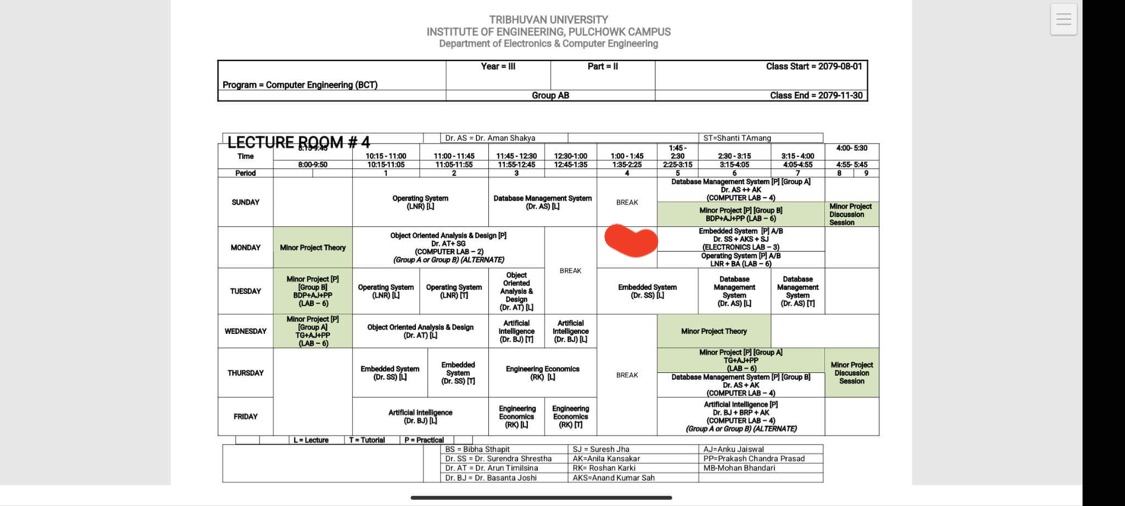 TRIBHUVAN UNIVERSITY
INSTITUTE OF ENGINEERING, PULCHOWK CAMPUS
Department of Electronics & Computer Engineering
Year = III Part = II Class Start = 2079-08-01
Program = Computer Engineering (BCT)
Group AB Class End = 2079-11-30
LECTURE ROOM # 4 Dr. AS = Dr. Aman Shakya ST=Shanti TAmang
Time 8:15-9:45 10:15 - 11:00 11:00 - 11:45 11:45 - 12:30 12:30-1:00 1:00 - 1:45 1:45 - 2:30 2:30 - 3:15 3:15 - 4:00 4:00- 5:30
8:00-9:50 10:15-11:05 11:05-11:55 11:55-12:45 12:45-1:35 1:35-2:25 2:25-3:15 3:15-4:05 4:05-4.55 4:55- 5:45
Period 1 2 3 4 5 6 7 8 9
SUNDAY
Operating System
(LNR) [L]
Database Management System
(Dr. AS) [L]
BREAK
Database Management System [P] [Group A]
Dr. AS ++ AK
(COMPUTER LAB – 4)
Minor Project [P] [Group B]
BDP+AJ+PP (LAB – 6)
Minor Project
Discussion
Session
MONDAY
Minor Project Theory
Object Oriented Analysis & Design [P]
Dr. AT+ SG
(COMPUTER LAB – 2)
(Group A or Group B) (ALTERNATE)
BREAK
Embedded System [P] A/B
Dr. SS + AKS + SJ
(ELECTRONICS LAB – 3)
Operating System [P] A/B
LNR + BA (LAB – 6)
TUESDAY
Minor Project [P]
[Group B]
BDP+AJ+PP
(LAB – 6)
Operating System
(LNR) [L]
Operating System
(LNR) [T]
Object
Oriented
Analysis &
Design
(Dr. AT) [L]
Embedded System
(Dr. SS) [L]
Database
Management
System
(Dr. AS) [L]
Database
Management
System
(Dr. AS) [T]
WEDNESDAY
Minor Project [P]
[Group A]
TG+AJ+PP
(LAB – 6)
Object Oriented Analysis & Design
(Dr. AT) [L]
Artificial
Intelligence
(Dr. BJ) [T]
Artificial
Intelligence
(Dr. BJ) [L]
BREAK
Minor Project Theory
THURSDAY
Embedded System
(Dr. SS) [L]
Embedded
System
(Dr. SS) [T]
Engineering Economics
(RK) [L]
Minor Project [P] [Group A]
TG+AJ+PP
(LAB – 6)
Database Management System [P] [Group B]
Dr. AS + AK
(COMPUTER LAB – 4)
Minor Project
Discussion
Session
FRIDAY
Artificial Intelligence
(Dr. BJ) [L]
Engineering
Economics
(RK) [L]
Engineering
Economics
(RK) [T]
Artificial Intelligence [P]
Dr. BJ + BRP + AK
(COMPUTER LAB – 4)
(Group A or Group B) (ALTERNATE)
L = Lecture T = Tutorial P = Practical
BS = Bibha Sthapit SJ = Suresh Jha AJ=Anku Jaiswal
Dr. SS = Dr. Surendra Shrestha AK=Anila Kansakar PP=Prakash Chandra Prasad
Dr. AT = Dr. Arun Timilsina RK= Roshan Karki MB-Mohan Bhandari
Dr. BJ = Dr. Basanta Joshi AKS=Anand Kumar Sah